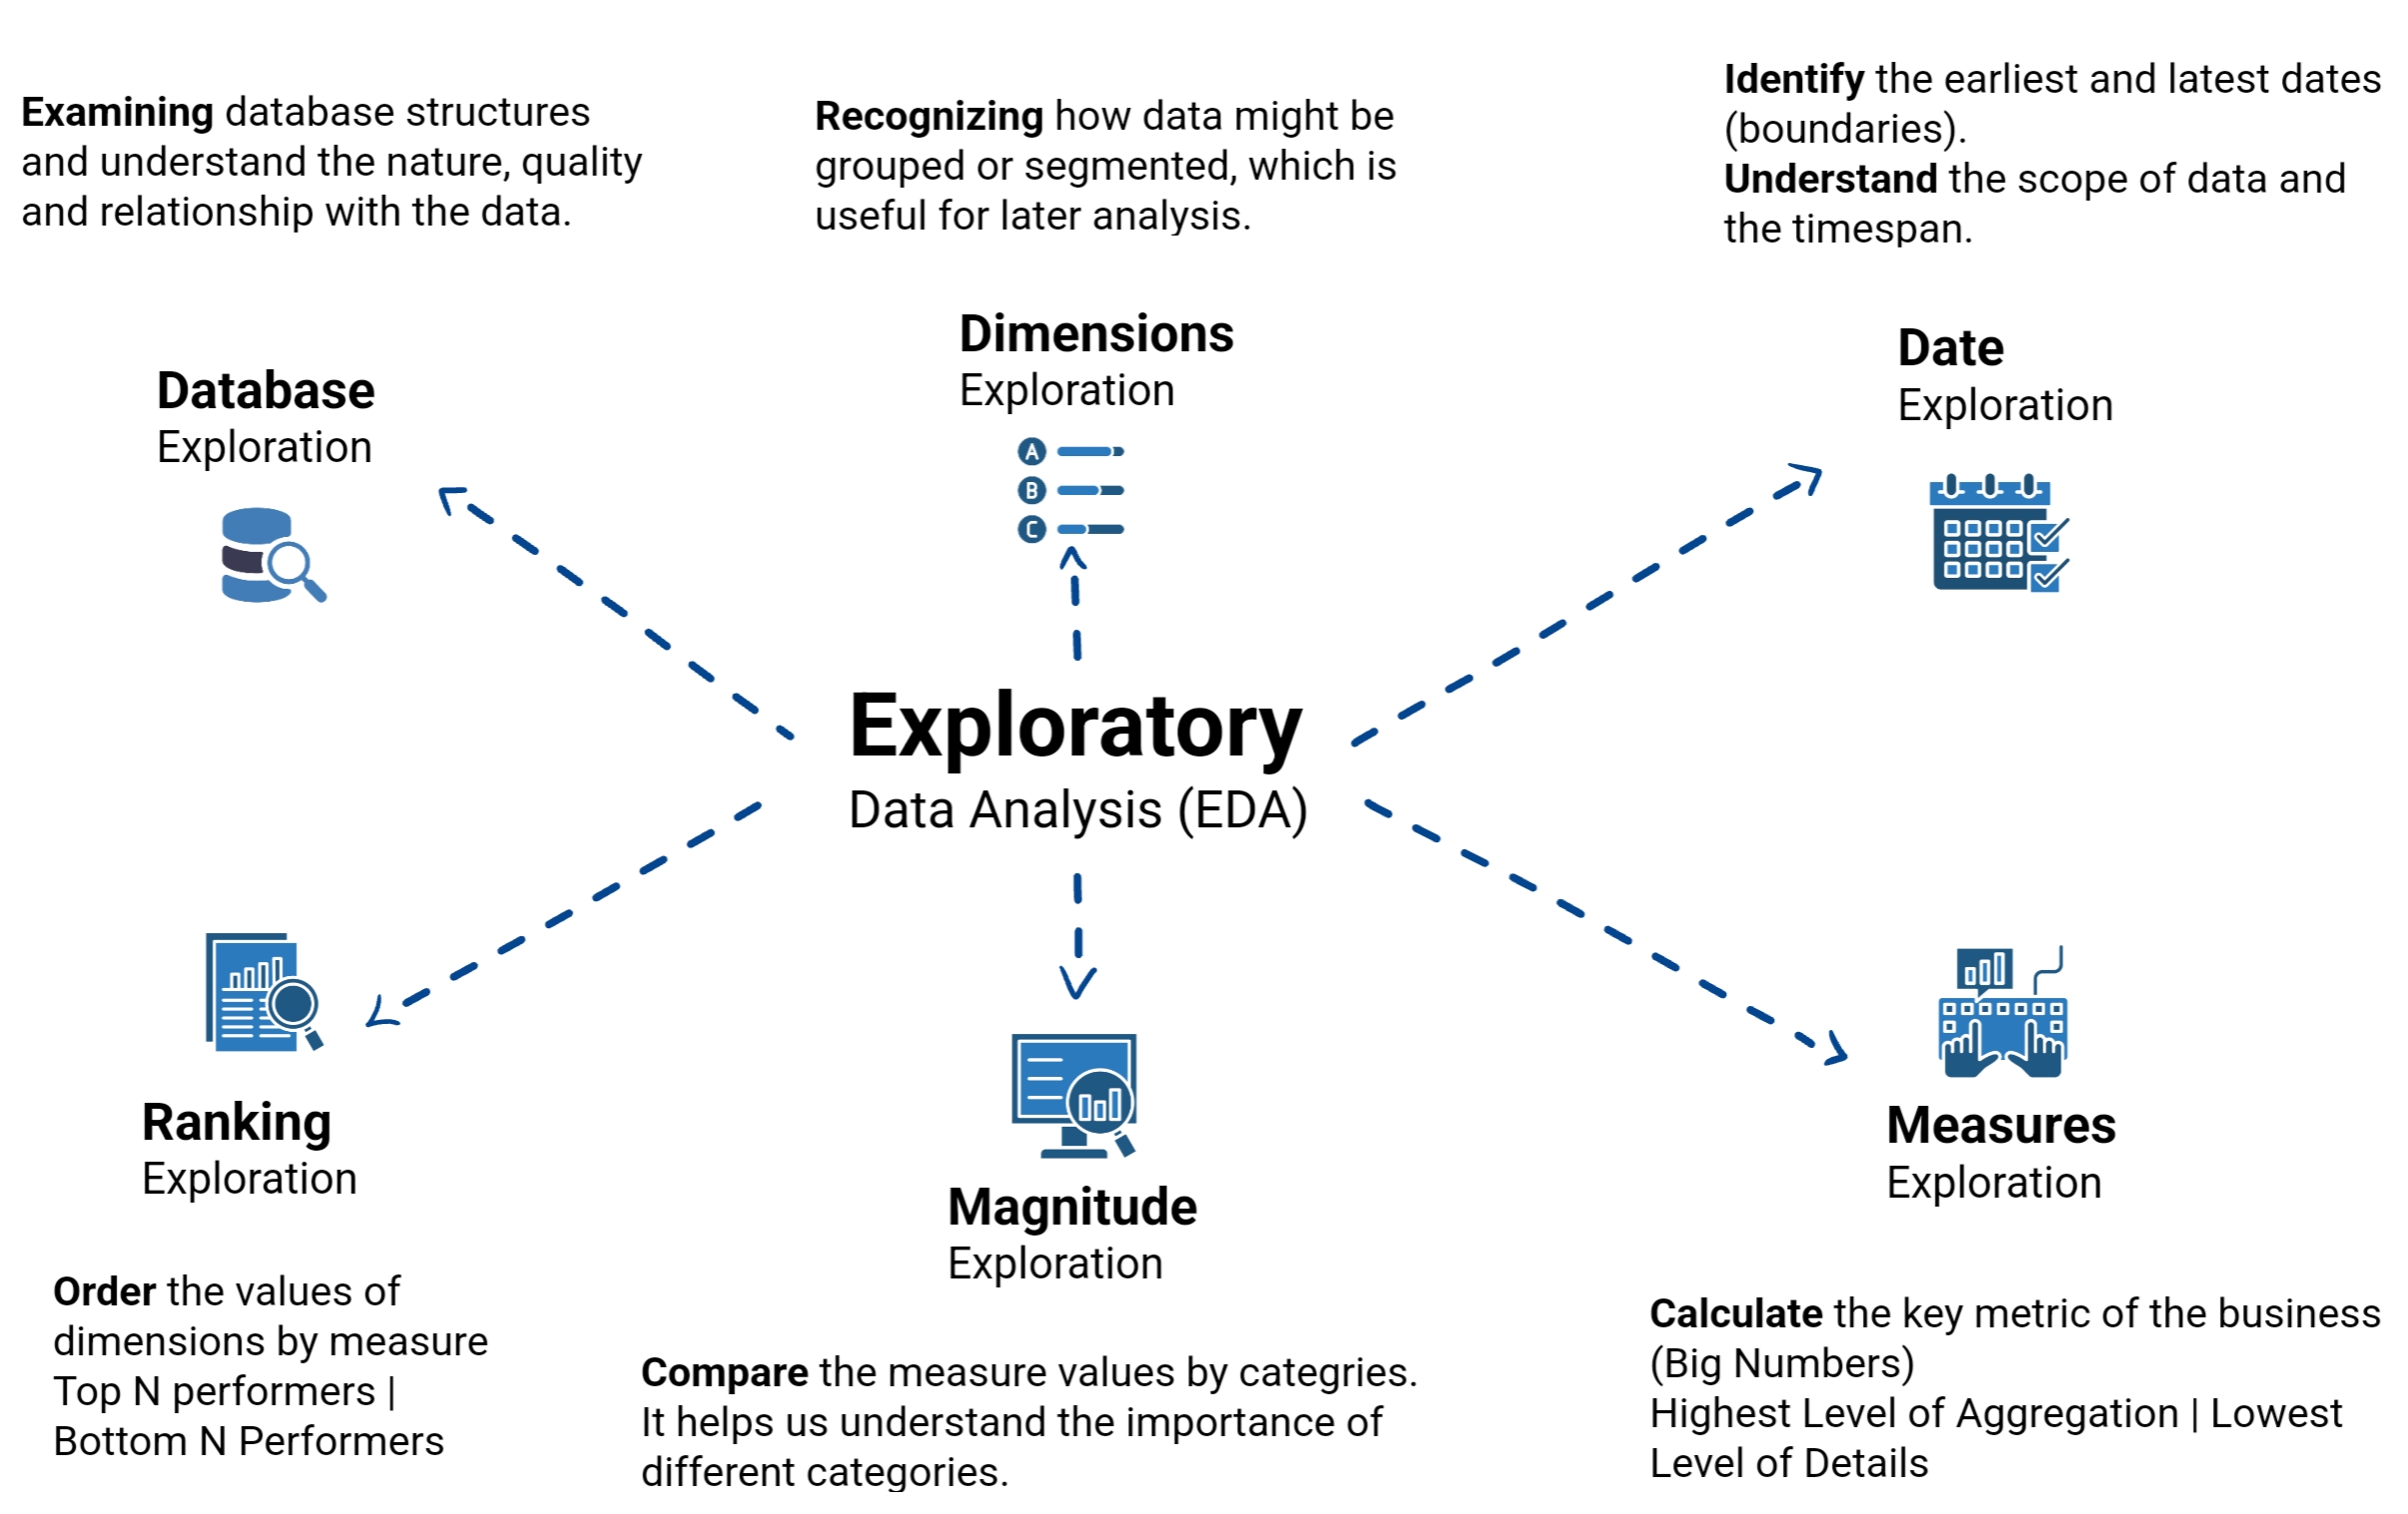 Examining database structures
and understand the nature, quality
and relationship with the data.
Recognizing how data might be
grouped or segmented, which is
useful for later analysis.
Identify the earliest and latest dates
(boundaries).
Understand the scope of data and
the timespan.
Database
Exploration
Dimensions
Exploration
A
B
C
Date
Exploration
Exploratory
Data Analysis (EDA)
Ranking
Exploration
Order the values of
dimensions by measure
Top N performers |
Bottom N Performers
Magnitude
Exploration
Compare the measure values by categries.
It helps us understand the importance of
different categories.
Measures
Exploration
Calculate the key metric of the business
(Big Numbers)
Highest Level of Aggregation | Lowest
Level of Details